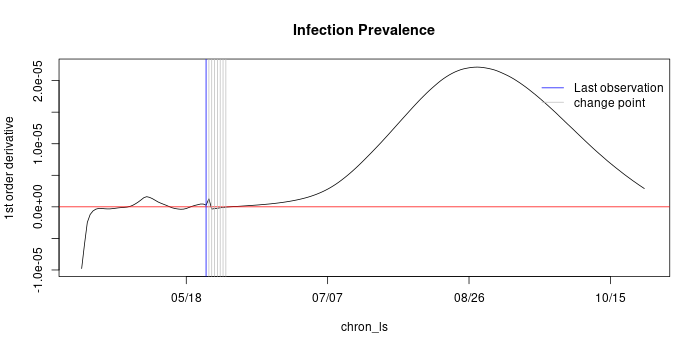 Infection Prevalence
1st order derivative
2.0e-05
1.0e-05
0.0e+00
-1.0e-05
Last observation
change point
05/18
07/07
08/26
10/15
chron_ls